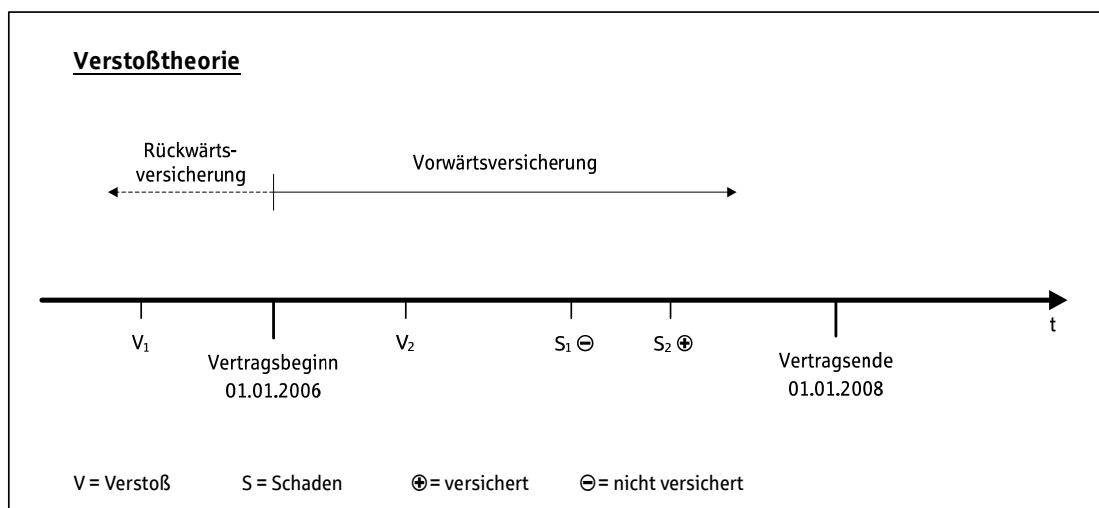 Verstoßtheorie
Rückwärts-
versicherung
Vorwärtsversicherung
t
V₁
V₂
S₁ ⊖
S₂ ⊕
Vertragsbeginn
01.01.2006
Vertragsende
01.01.2008
V = Verstoß S = Schaden ⊕ = versichert ⊖ = nicht versichert